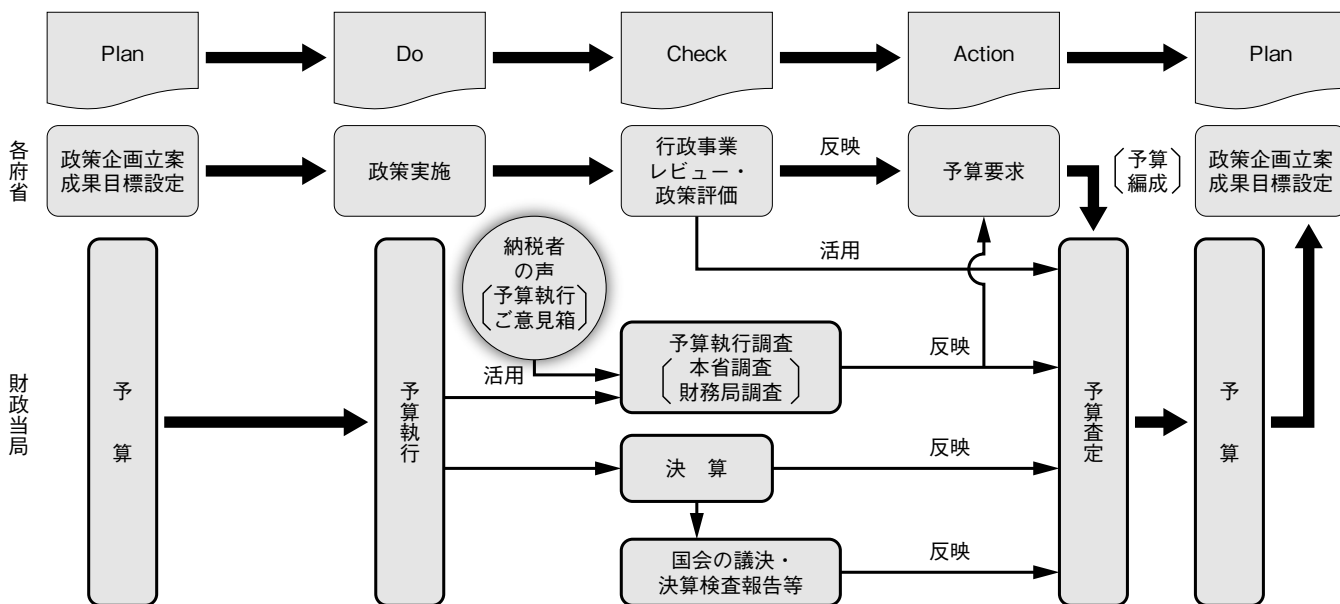 Plan
Do
Check
Action
Plan
各府省
政策企画立案
成果目標設定
政策実施
行政事業
レビュー・
政策評価
反映
予算要求
〔予算
編成〕
政策企画立案
成果目標設定
財政当局
予算
予算執行
納税者
の声
〔予算執行
ご意見箱〕
活用
活用
予算執行調査
〔本省調査
財務局調査〕
反映
決算
反映
国会の議決・
決算検査報告等
反映
予算査定
予算